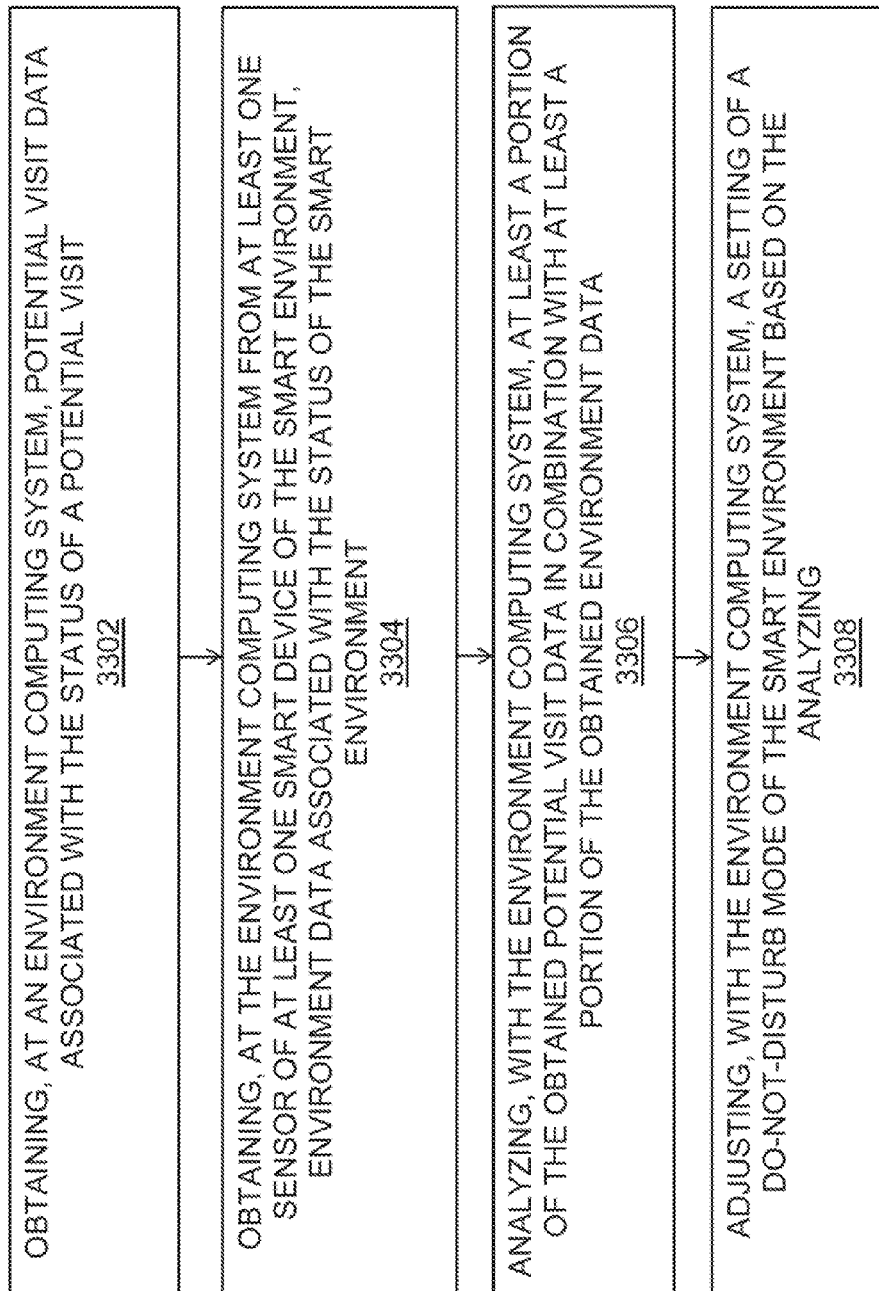 OBTAINING, AT AN ENVIRONMENT COMPUTING SYSTEM, POTENTIAL VISIT DATA
ASSOCIATED WITH THE STATUS OF A POTENTIAL VISIT
3302
OBTAINING, AT THE ENVIRONMENT COMPUTING SYSTEM FROM AT LEAST ONE
SENSOR OF AT LEAST ONE SMART DEVICE OF THE SMART ENVIRONMENT,
ENVIRONMENT DATA ASSOCIATED WITH THE STATUS OF THE SMART
ENVIRONMENT
3304
ANALYZING, WITH THE ENVIRONMENT COMPUTING SYSTEM, AT LEAST A PORTION
OF THE OBTAINED POTENTIAL VISIT DATA IN COMBINATION WITH AT LEAST A
PORTION OF THE OBTAINED ENVIRONMENT DATA
3306
ADJUSTING, WITH THE ENVIRONMENT COMPUTING SYSTEM, A SETTING OF A
DO-NOT-DISTURB MODE OF THE SMART ENVIRONMENT BASED ON THE
ANALYZING
3308